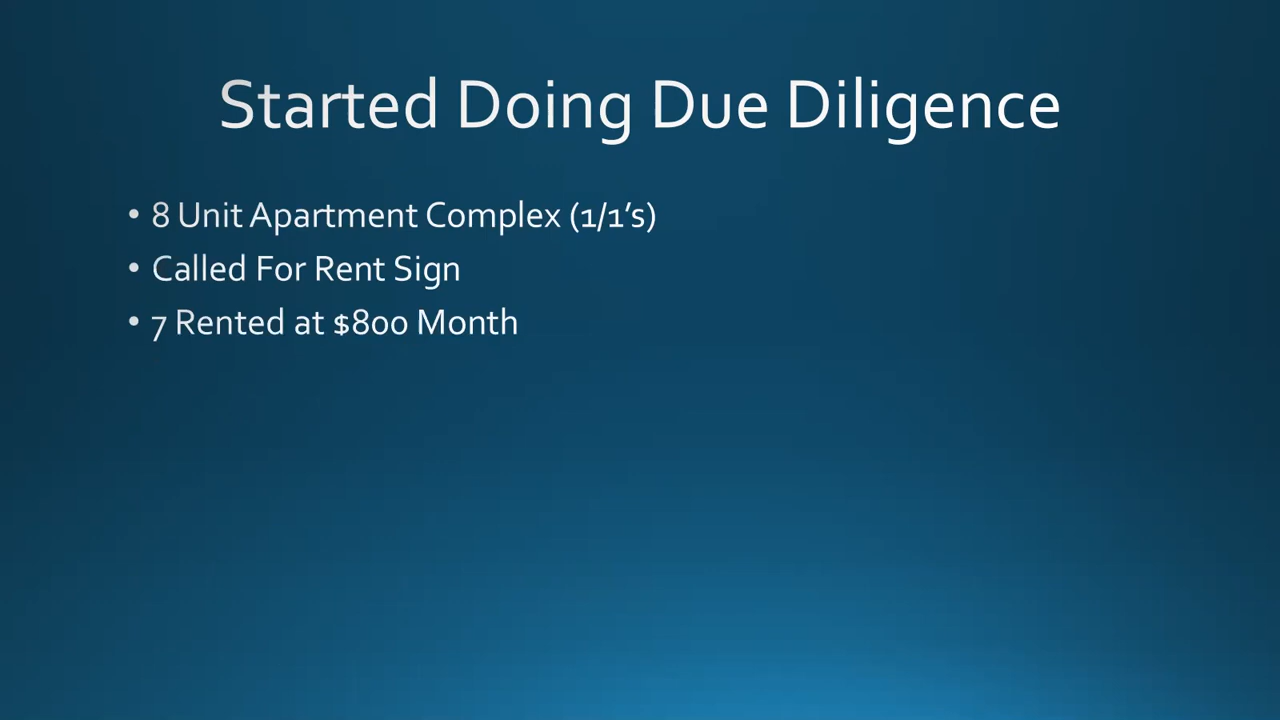 Started Doing Due Diligence
• 8 Unit Apartment Complex (1/1’s)
• Called For Rent Sign
• 7 Rented at $800 Month